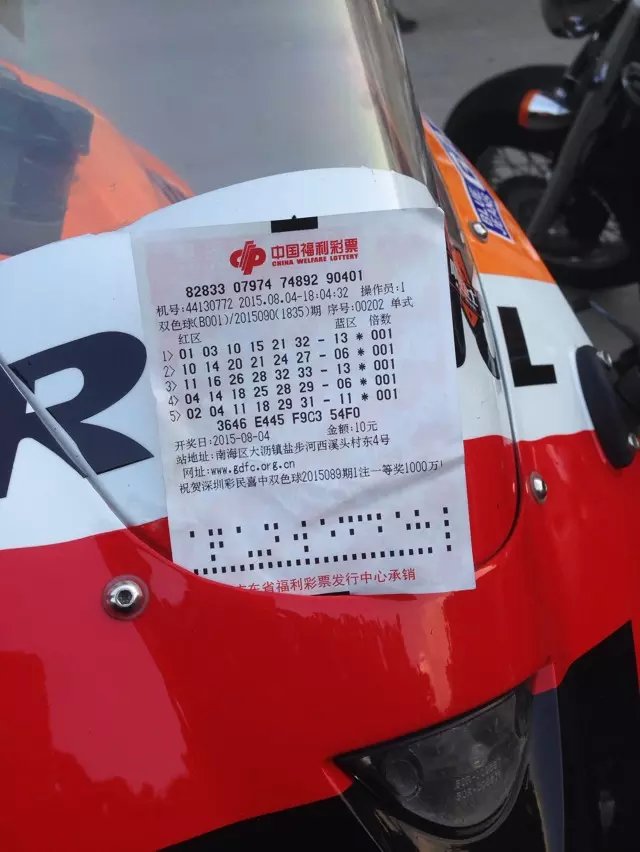 中国福利彩票
CHINA WELFARE LOTTERY
82833 07974 74892 90401
机号:44130772 2015.08.04-18:04:32 操作员:1
双色球(B001)/2015090(1835)期 序号:00202 单式
红区 蓝区 倍数
1> 01 03 10 15 21 32 - 13 * 001
2> 10 14 20 21 24 27 - 06 * 001
3> 11 16 26 28 32 33 - 13 * 001
4> 04 14 18 25 28 29 - 06 * 001
5> 02 04 11 18 29 31 - 11 * 001
3646 E445 F9C3 54F0
开奖日:2015-08-04 金额:10元
站地址:南海区大沥镇盐步河西溪头村东4号
网址:www.gdfc.org.cn
祝贺深圳彩民喜中双色球2015089期1注一等奖1000万!
东省福利彩票发行中心承销
R
L